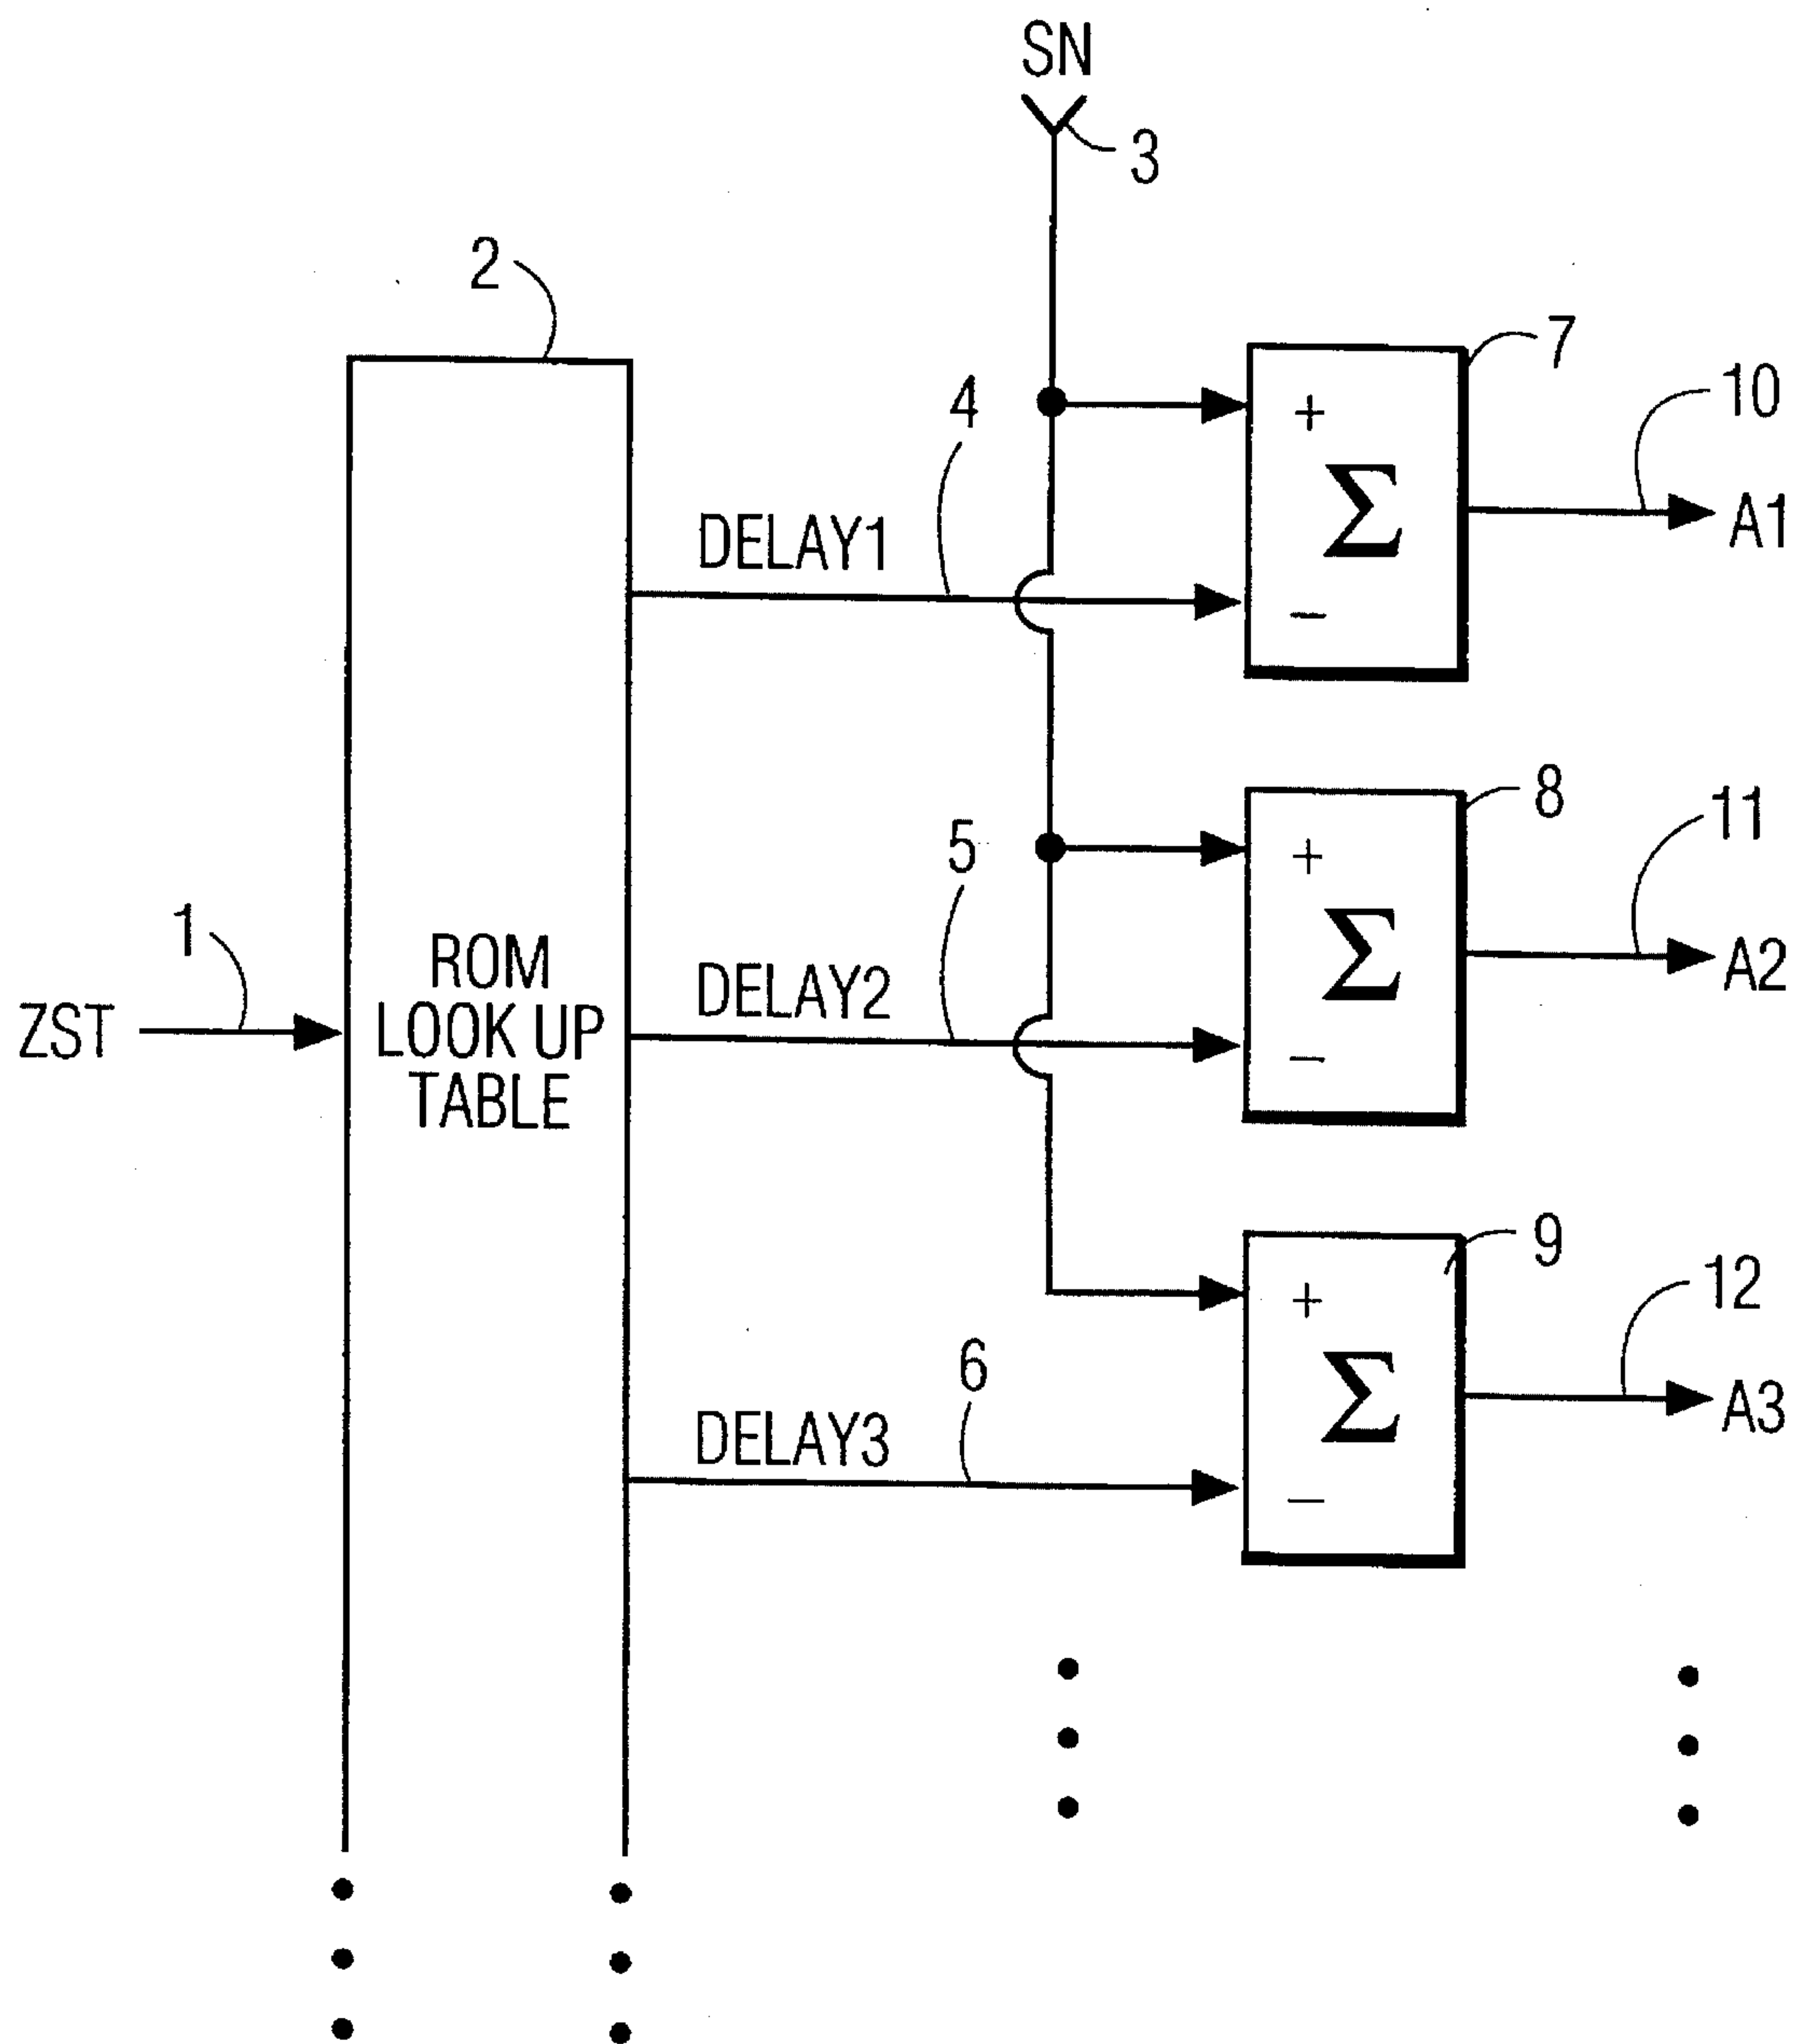 SN
3
2
7
4
10
+
Σ
A1
DELAY1
−
8
5
11
+
1
ROM
LOOK UP
TABLE
DELAY2
Σ
A2
ZST
−
9
+
12
6
Σ
A3
DELAY3
−